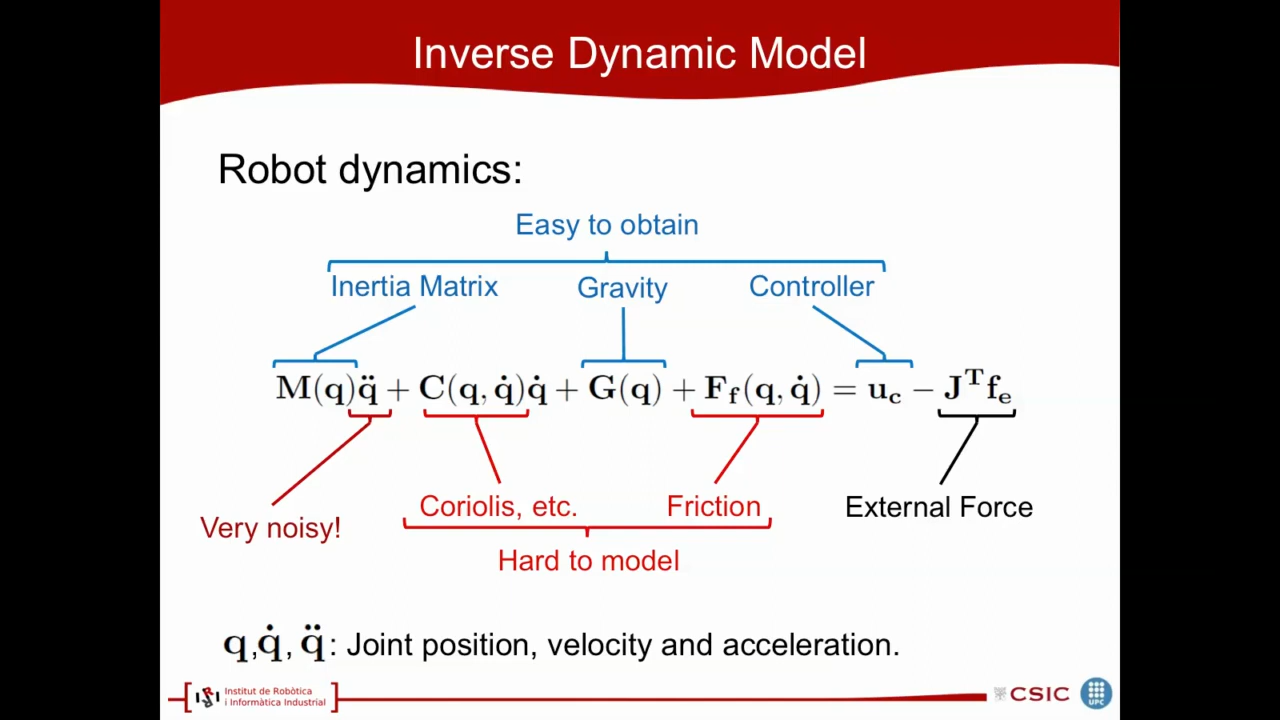 Inverse Dynamic Model
Robot dynamics:
Easy to obtain
Inertia Matrix Gravity Controller
M(q)q̈ + C(q, q̇)q̇ + G(q) + F_f(q, q̇) = u_c − J^T f_e
Coriolis, etc. Friction External Force
Very noisy!
Hard to model
q,q̇, q̈ : Joint position, velocity and acceleration.
Institut de Robòtica
i Informàtica Industrial
CSIC
UPC